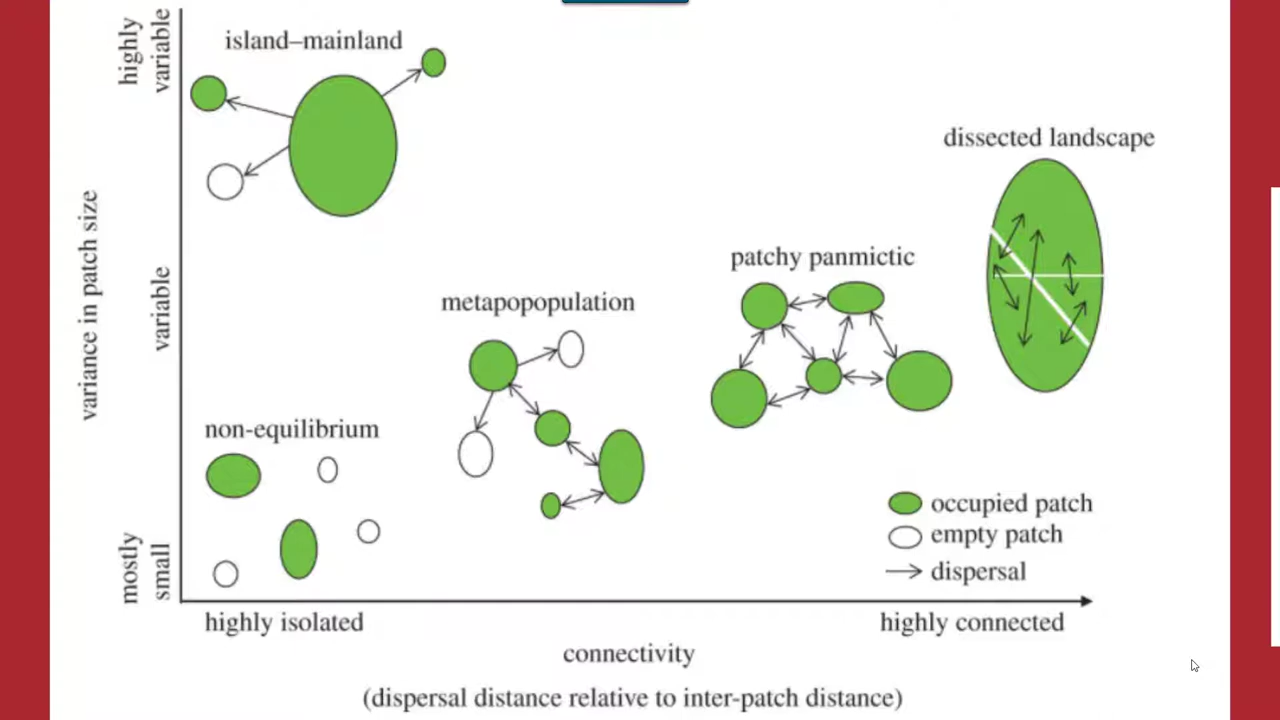 highly
variable
island–mainland
dissected landscape
variance in patch size
variable
patchy panmictic
metapopopulation
non-equilibrium
mostly
small
occupied patch
empty patch
dispersal
highly isolated
highly connected
connectivity
(dispersal distance relative to inter-patch distance)